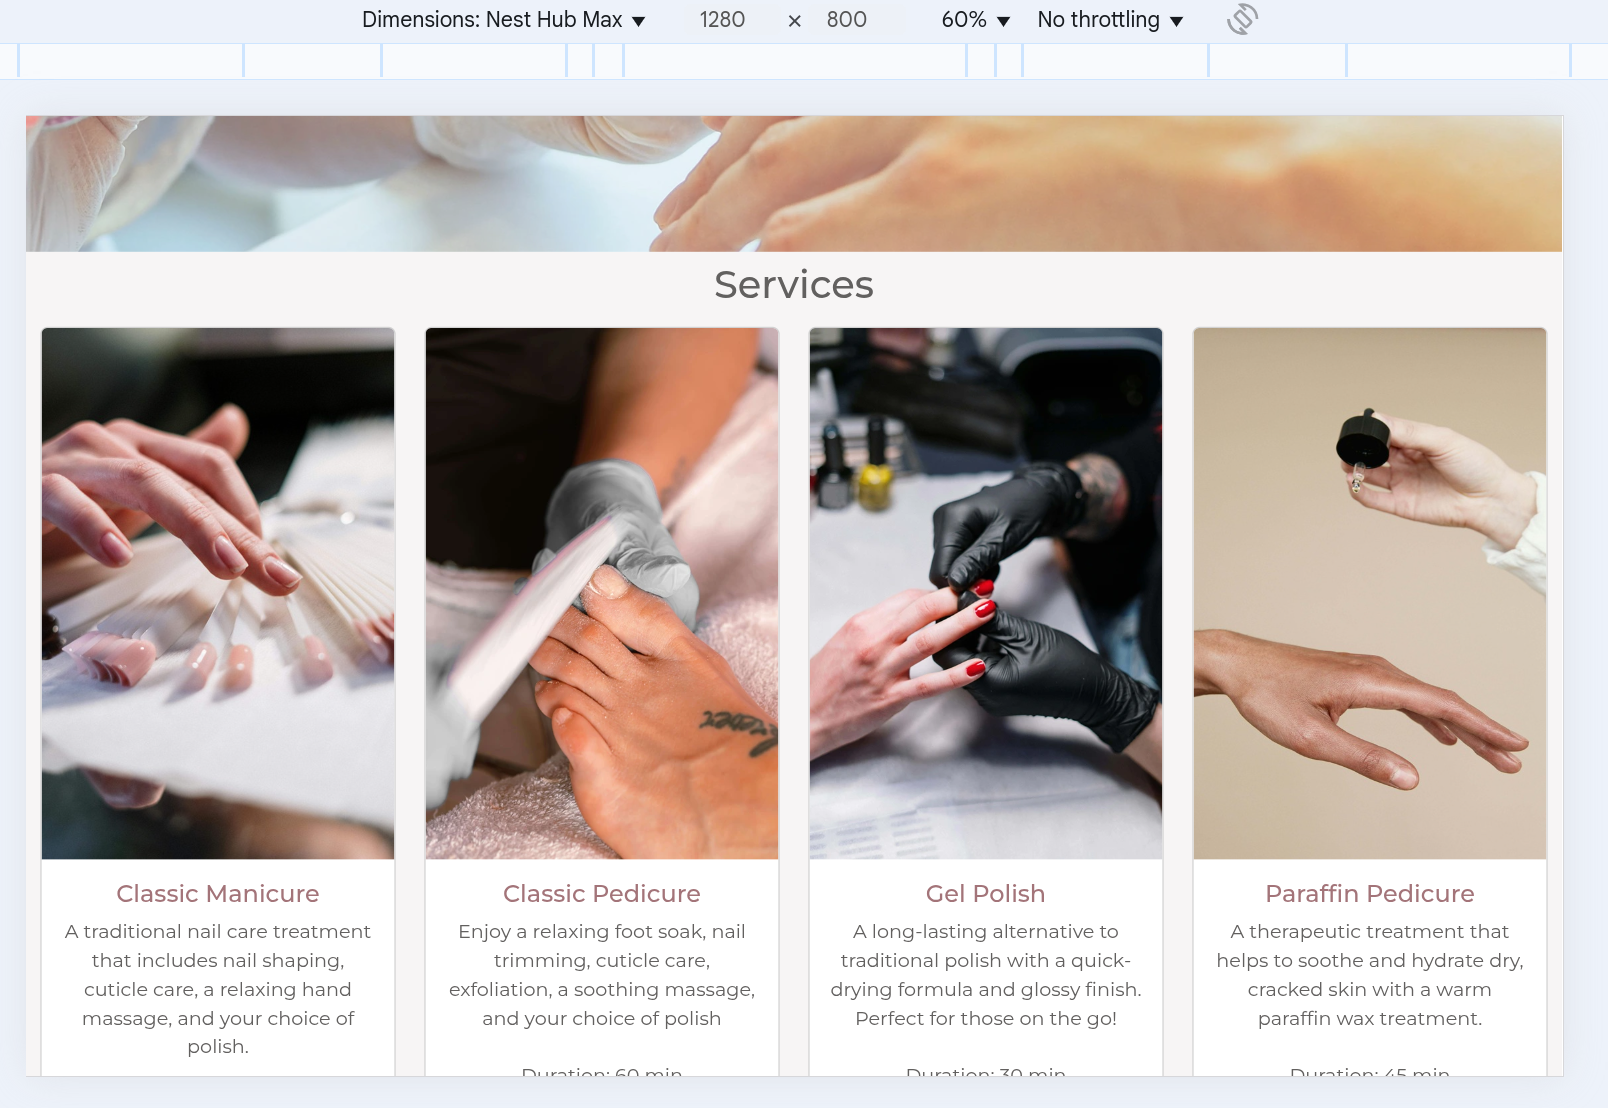 Dimensions: Nest Hub Max ▼ 1280 × 800 60% ▼ No throttling ▼
Services
Classic Manicure
A traditional nail care treatment
that includes nail shaping,
cuticle care, a relaxing hand
massage, and your choice of
polish.
Classic Pedicure
Enjoy a relaxing foot soak, nail
trimming, cuticle care,
exfoliation, a soothing massage,
and your choice of polish
Duration: 60 min
Gel Polish
A long-lasting alternative to
traditional polish with a quick-
drying formula and glossy finish.
Perfect for those on the go!
Duration: 30 min
Paraffin Pedicure
A therapeutic treatment that
helps to soothe and hydrate dry,
cracked skin with a warm
paraffin wax treatment.
Duration: 45 min